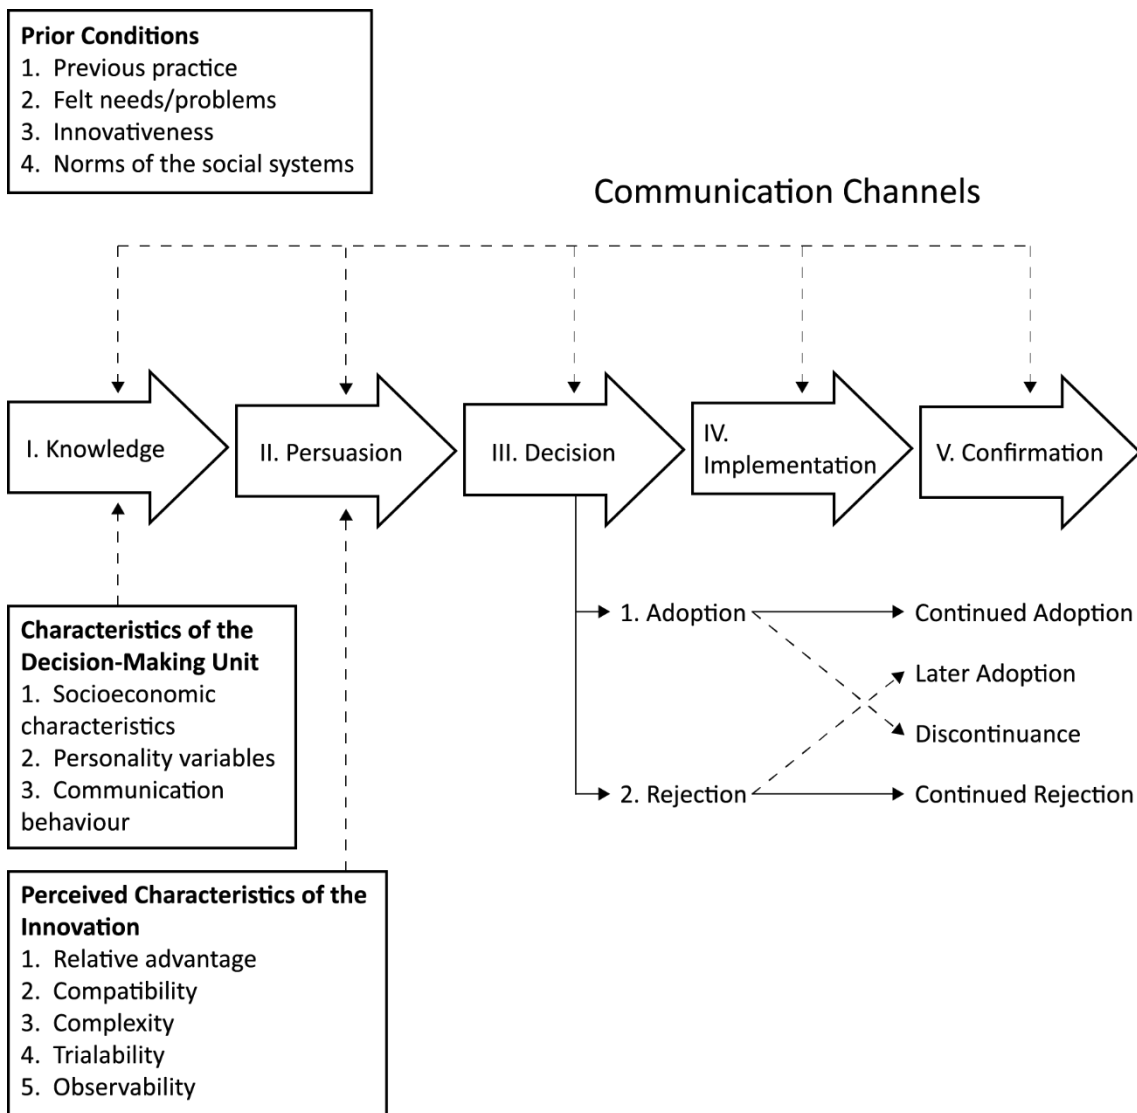 Prior Conditions
1. Previous practice
2. Felt needs/problems
3. Innovativeness
4. Norms of the social systems
Communication Channels
I. Knowledge
II. Persuasion
III. Decision
IV.
Implementation
V. Confirmation
Characteristics of the
Decision-Making Unit
1. Socioeconomic
characteristics
2. Personality variables
3. Communication
behaviour
1. Adoption
Continued Adoption
Later Adoption
Discontinuance
2. Rejection
Continued Rejection
Perceived Characteristics of the
Innovation
1. Relative advantage
2. Compatibility
3. Complexity
4. Trialability
5. Observability